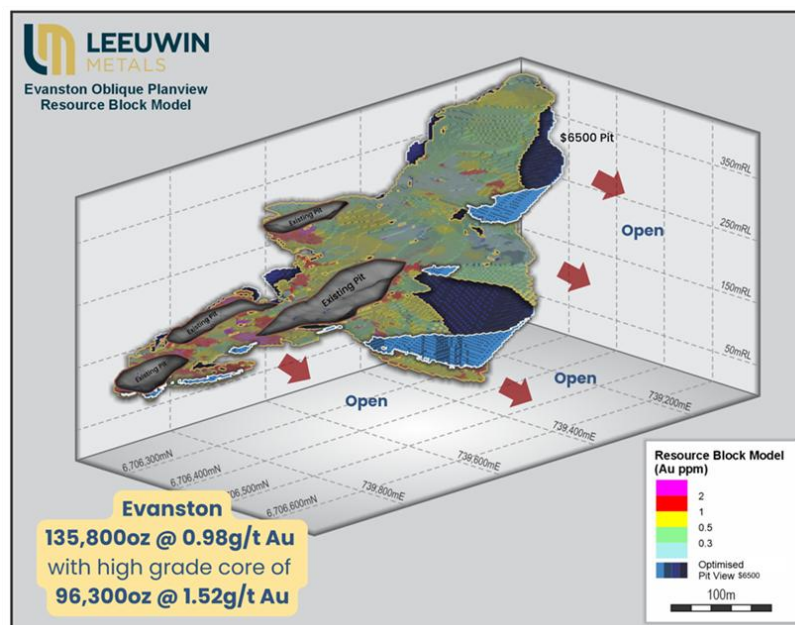 LEEUWIN
METALS
Evanston Oblique Planview
Resource Block Model
$6500 Pit
350mRL
250mRL
150mRL
50mRL
Open
Open
Open
Existing Pit
Existing Pit
Existing Pit
Existing Pit
739,200mE
739,400mE
739,600mE
739,800mE
6,706,300mN
6,706,400mN
6,706,500mN
6,706,600mN
Evanston
135,800oz @ 0.98g/t Au
with high grade core of
96,300oz @ 1.52g/t Au
Resource Block Model
(Au ppm)
2
1
0.5
0.3
Optimised
Pit View $6500
100m